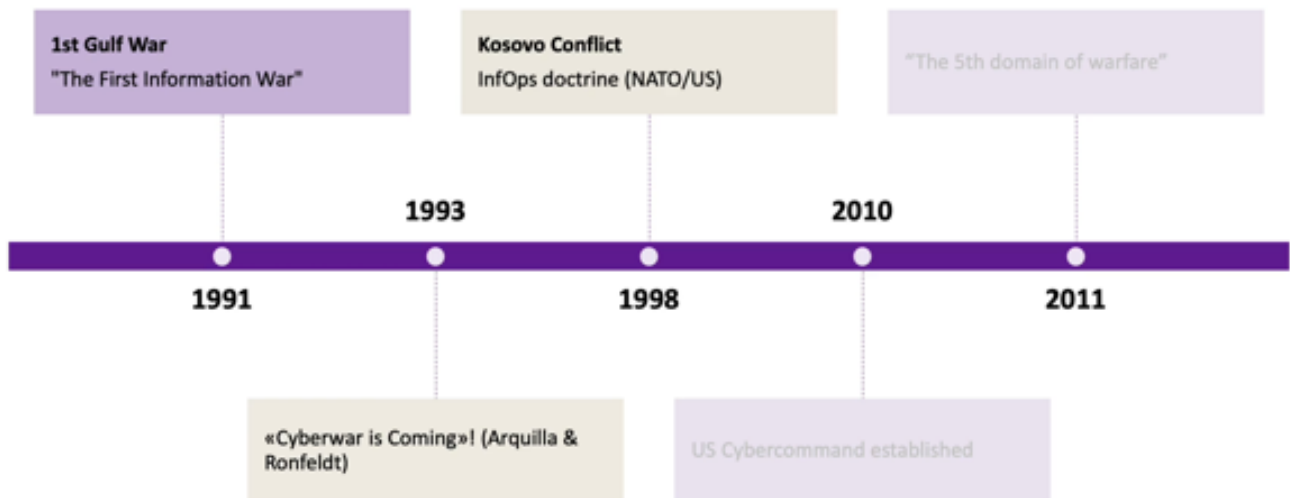 1st Gulf War
"The First Information War"
Kosovo Conflict
InfOps doctrine (NATO/US)
"The 5th domain of warfare"
1993
2010
1991
1998
2011
«Cyberwar is Coming»! (Arquilla &
Ronfeldt)
US Cybercommand established